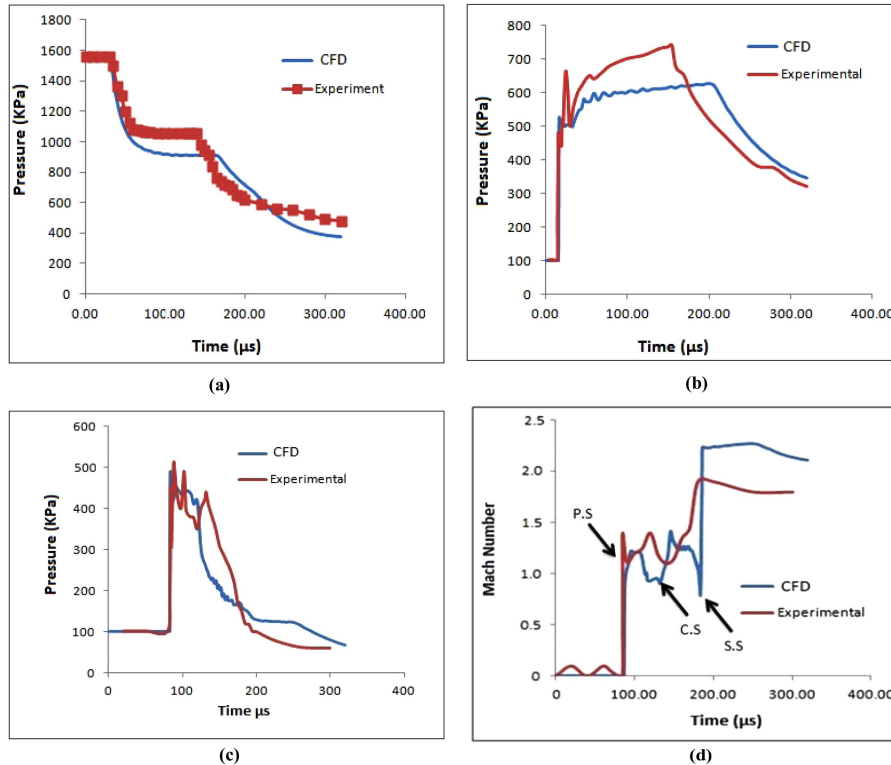 1800
1600
1400
1200
1000
800
600
400
200
0
Pressure (KPa)
CFD
Experiment
0.00 100.00 200.00 300.00 400.00
Time (µs)
(a)
800
700
600
500
400
300
200
100
0
Pressure (KPa)
CFD
Experimental
0.00 100.00 200.00 300.00 400.00
Time (µs)
(b)
600
500
400
300
200
100
0
Pressure (KPa)
CFD
Experimental
0 100 200 300 400
Time µs
(c)
2.5
2.0
1.5
1.0
0.5
0
Mach Number
P.S
C.S
S.S
CFD
Experimental
0 100.00 200.00 300.00 400.00
Time (µs)
(d)